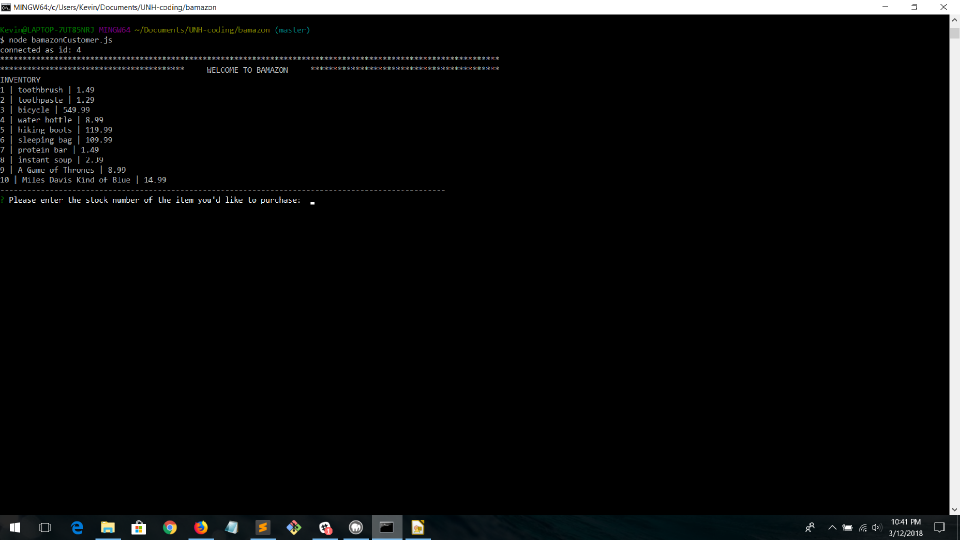 MINGW64:/c/Users/Kevin/Documents/UNH-coding/bamazon
Kevin@LAPTOP-7UT85NRJ MINGW64 ~/Documents/UNH-coding/bamazon (master)
$ node bamazonCustomer.js
connected as id: 4
***************************************************************************************************************
***************************************** WELCOME TO BAMAZON ******************************************
INVENTORY
1 | toothbrush | 1.49
2 | toothpaste | 1.29
3 | bicycle | 549.99
4 | water bottle | 8.99
5 | hiking boots | 119.99
6 | sleeping bag | 109.99
7 | protein bar | 1.49
8 | instant soup | 2.39
9 | A Game of Thrones | 8.99
10 | Miles Davis Kind of Blue | 14.99
---------------------------------------------------------------------------------------------------
? Please enter the stock number of the item you'd like to purchase: _
10:41 PM
3/12/2018